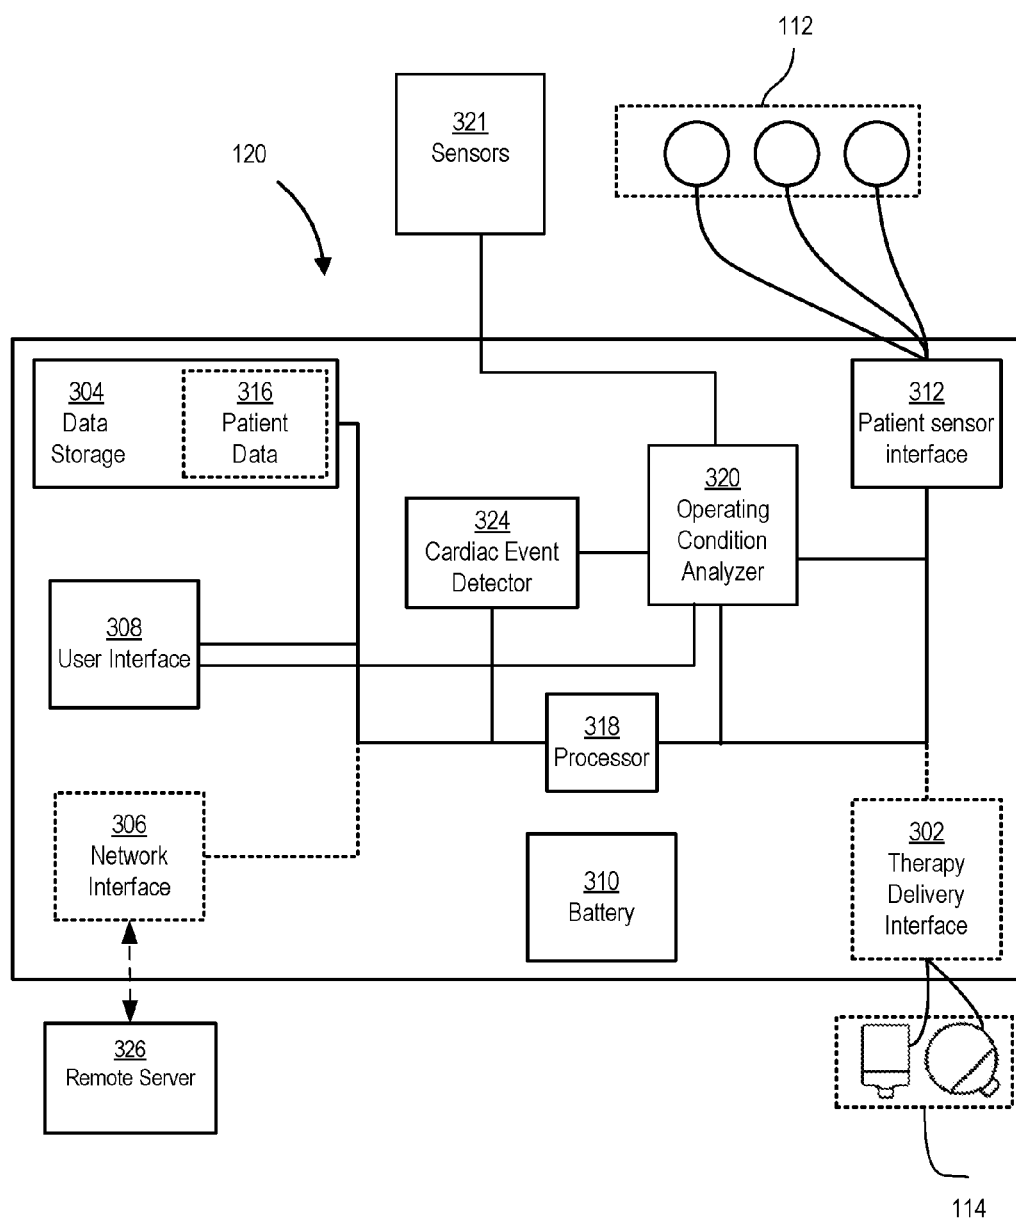 112
321
Sensors
120
304
Data
Storage
316
Patient
Data
312
Patient sensor
interface
320
Operating
Condition
Analyzer
324
Cardiac Event
Detector
308
User Interface
318
Processor
306
Network
Interface
310
Battery
302
Therapy
Delivery
Interface
326
Remote Server
114